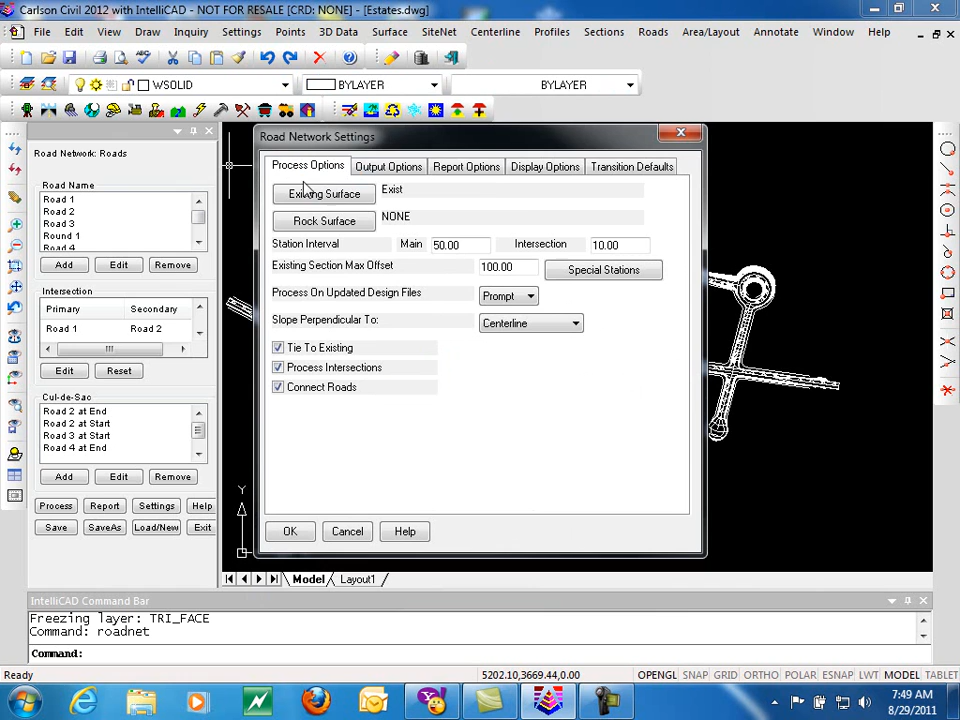 Carlson Civil 2012 with IntelliCAD - NOT FOR RESALE [CRD: NONE] - [Estates.dwg]
File Edit View Draw Inquiry Settings Points 3D Data Surface SiteNet Centerline Profiles Sections Roads Area/Layout Annotate Window Help
WSOLID BYLAYER BYLAYER
Road Network: Roads
Road Name
Road 1
Road 2
Road 3
Round 1
Road 4
Add Edit Remove
Intersection
Primary Secondary
Road 1 Road 2
Edit Reset
Cul-de-Sac
Road 2 at End
Road 2 at Start
Road 3 at Start
Road 4 at End
Add Edit Remove
Process Report Settings Help
Save SaveAs Load/New Exit
Road Network Settings
Process Options Output Options Report Options Display Options Transition Defaults
Existing Surface Exist
Rock Surface NONE
Station Interval Main 50.00 Intersection 10.00
Existing Section Max Offset 100.00 Special Stations
Process On Updated Design Files Prompt
Slope Perpendicular To: Centerline
Tie To Existing
Process Intersections
Connect Roads
OK Cancel Help
Y
Model Layout1
IntelliCAD Command Bar
Freezing layer: TRI_FACE
Command: roadnet
Command:
Ready 5202.10,3669.44,0.00 OPENGL SNAP GRID ORTHO POLAR ESNAP LWT MODEL TABLET
7:49 AM
8/29/2011